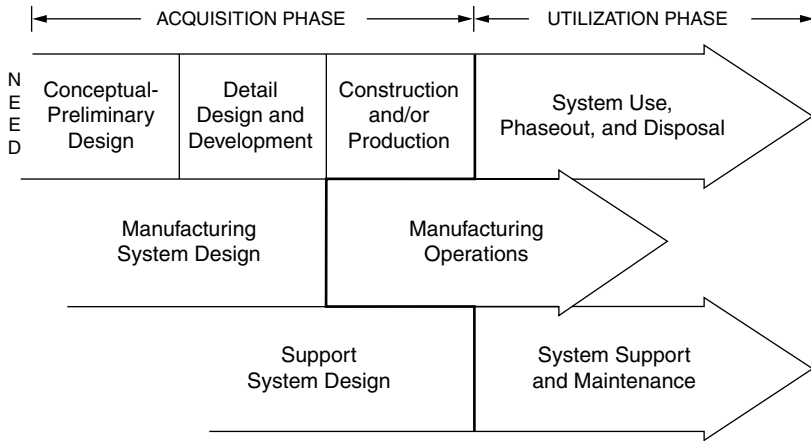 ACQUISITION PHASE
UTILIZATION PHASE
NEED
Conceptual-
Preliminary
Design
Detail
Design and
Development
Construction
and/or
Production
System Use,
Phaseout, and Disposal
Manufacturing
System Design
Manufacturing
Operations
Support
System Design
System Support
and Maintenance